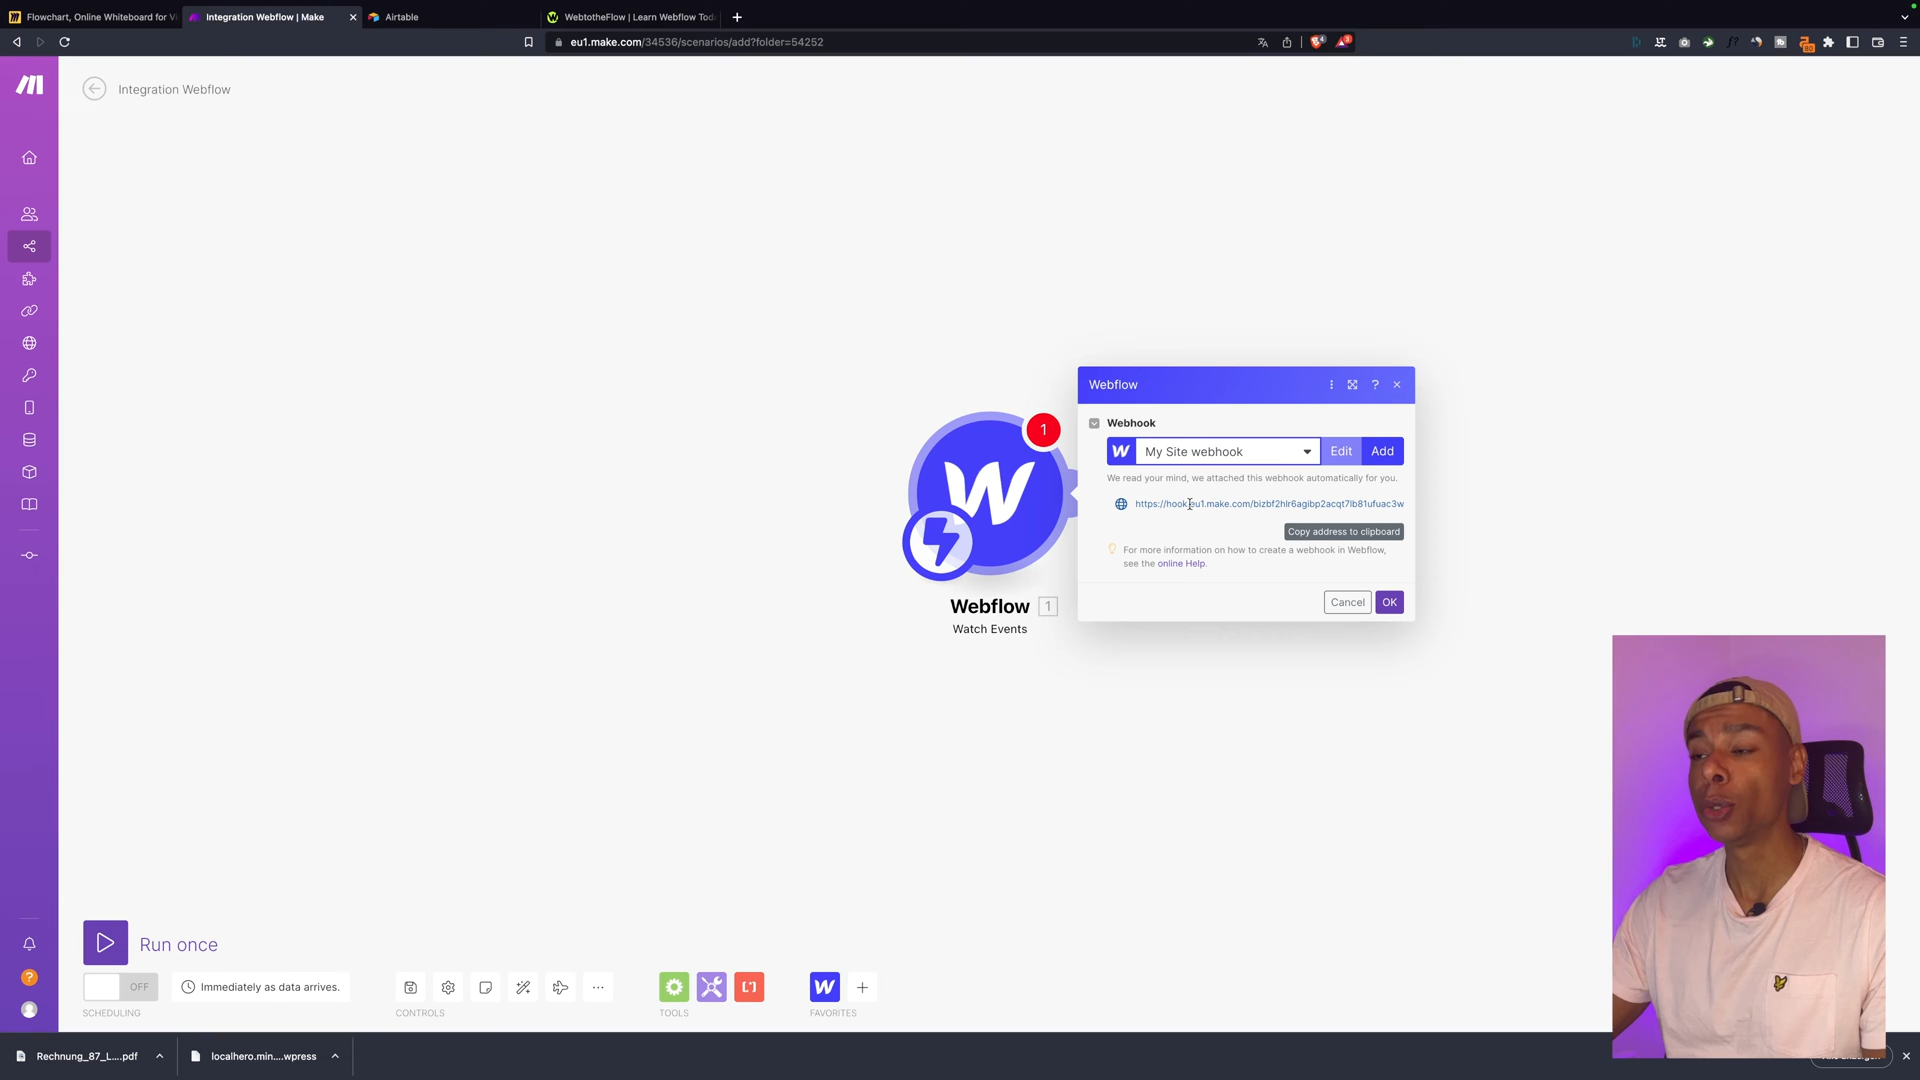 Flowchart, Online Whiteboard for Vi
Integration Webflow | Make
Airtable
WebtotheFlow | Learn Webflow Tod
eu1.make.com/34536/scenarios/add?folder=54252
Integration Webflow
Webflow
Webhook
My Site webhook
Edit
Add
We read your mind, we attached this webhook automatically for you.
https://hook.eu1.make.com/bizbf2hlr6agibp2acqt7lb81ufuac3w
Copy address to clipboard
For more information on how to create a webhook in Webflow,
see the online Help.
Cancel
OK
1
Webflow 1
Watch Events
Run once
OFF
Immediately as data arrives.
SCHEDULING
CONTROLS
TOOLS
FAVORITES
Rechnung_87_L....pdf
localhero.min....wpress